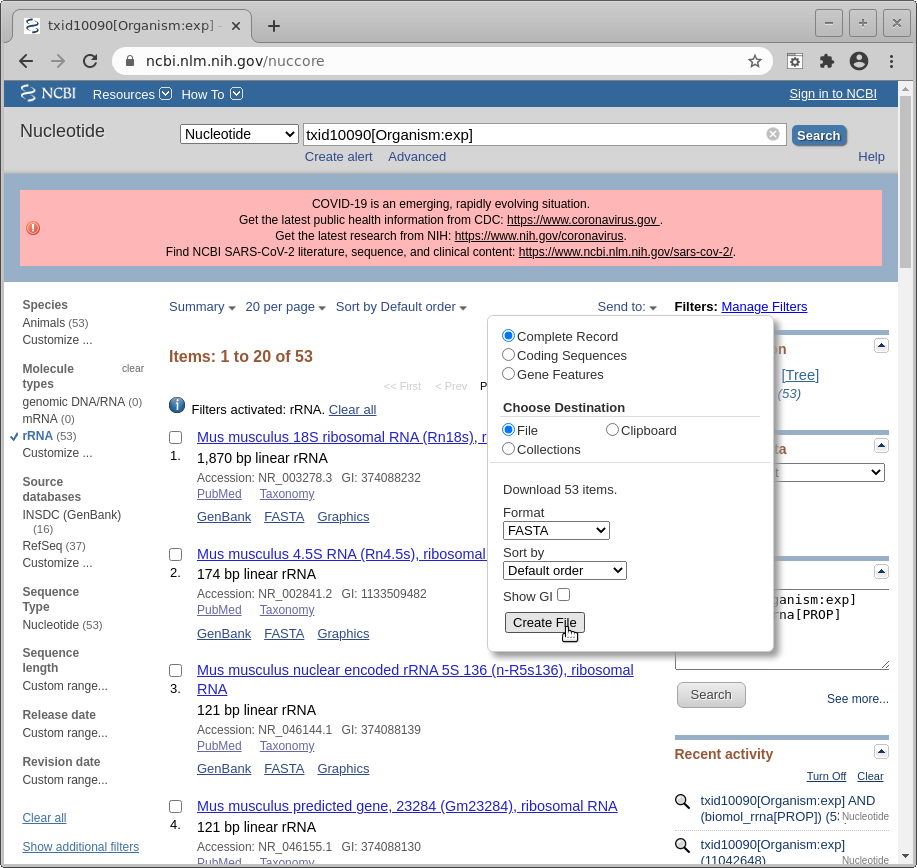 txid10090[Organism:exp] -
ncbi.nlm.nih.gov/nuccore
NCBI Resources How To Sign in to NCBI
Nucleotide
Nucleotide txid10090[Organism:exp] Search
Create alert Advanced Help
COVID-19 is an emerging, rapidly evolving situation.
Get the latest public health information from CDC: https://www.coronavirus.gov .
Get the latest research from NIH: https://www.nih.gov/coronavirus.
Find NCBI SARS-CoV-2 literature, sequence, and clinical content: https://www.ncbi.nlm.nih.gov/sars-cov-2/.
Species
Animals (53)
Customize ...
Molecule types clear
genomic DNA/RNA (0)
mRNA (0)
rRNA (53)
Customize ...
Source databases
INSDC (GenBank) (16)
RefSeq (37)
Customize ...
Sequence Type
Nucleotide (53)
Sequence length
Custom range...
Release date
Custom range...
Revision date
Custom range...
Clear all
Show additional filters
Summary 20 per page Sort by Default order Send to:
Items: 1 to 20 of 53
<< First < Prev P
Filters activated: rRNA. Clear all
Mus musculus 18S ribosomal RNA (Rn18s), r
1. 1,870 bp linear rRNA
Accession: NR_003278.3 GI: 374088232
PubMed Taxonomy
GenBank FASTA Graphics
Mus musculus 4.5S RNA (Rn4.5s), ribosomal
2. 174 bp linear rRNA
Accession: NR_002841.2 GI: 1133509482
PubMed Taxonomy
GenBank FASTA Graphics
Mus musculus nuclear encoded rRNA 5S 136 (n-R5s136), ribosomal
3. RNA
121 bp linear rRNA
Accession: NR_046144.1 GI: 374088139
PubMed Taxonomy
GenBank FASTA Graphics
Mus musculus predicted gene, 23284 (Gm23284), ribosomal RNA
4. 121 bp linear rRNA
Accession: NR_046155.1 GI: 374088130
PubMed Taxonomy
Complete Record
Coding Sequences
Gene Features
Choose Destination
File Clipboard
Collections
Download 53 items.
Format
FASTA
Sort by
Default order
Show GI
Create File
Filters: Manage Filters
n
[Tree]
(53)
ta
t
ganism:exp]
rna[PROP]
Search
See more...
Recent activity
Turn Off Clear
txid10090[Organism:exp] AND
(biomol_rrna[PROP]) (53 Nucleotide
txid10090[Organism:exp]
(11042648) Nucleotide